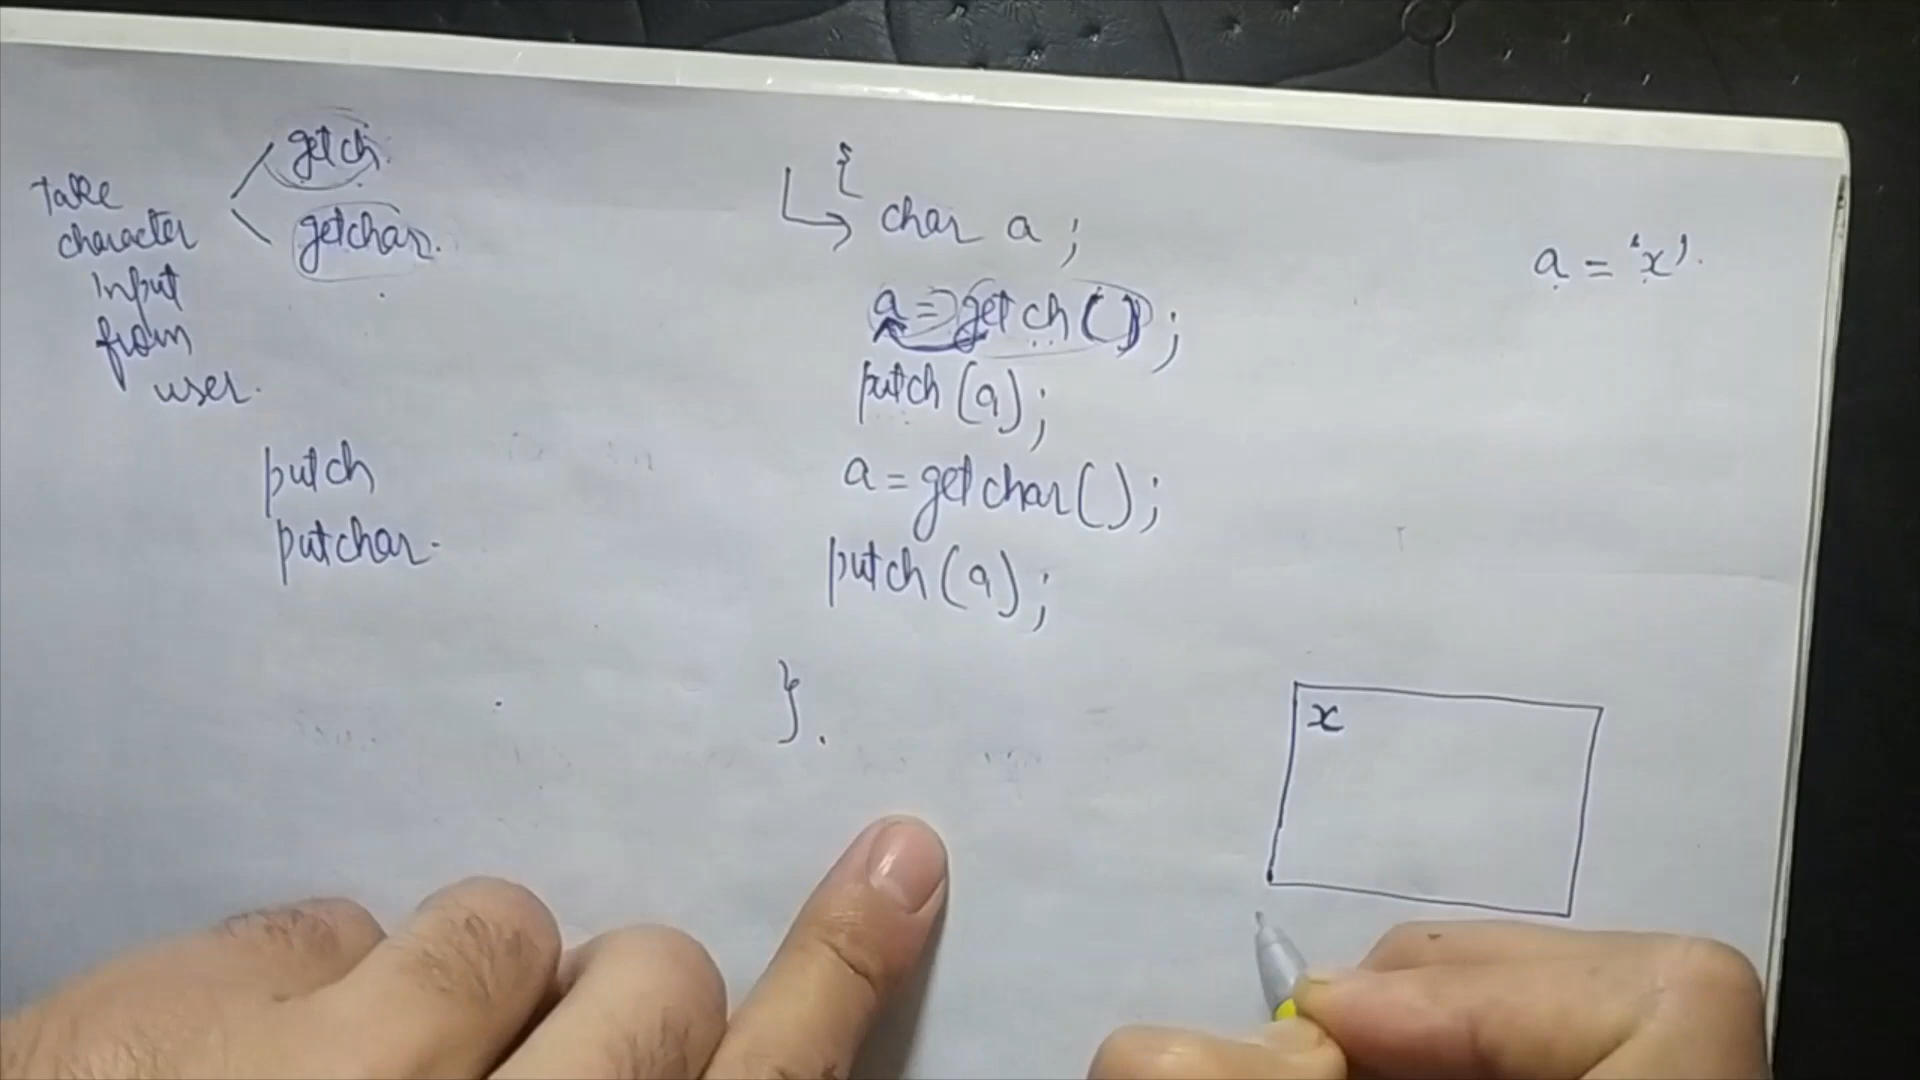 Take
character
input
from
user.
getch.
getchar.
putch
putchar.
{
char a ;
a = getch();
putch (a);
a = getchar();
putch (a);
}.
a = 'x'.
x